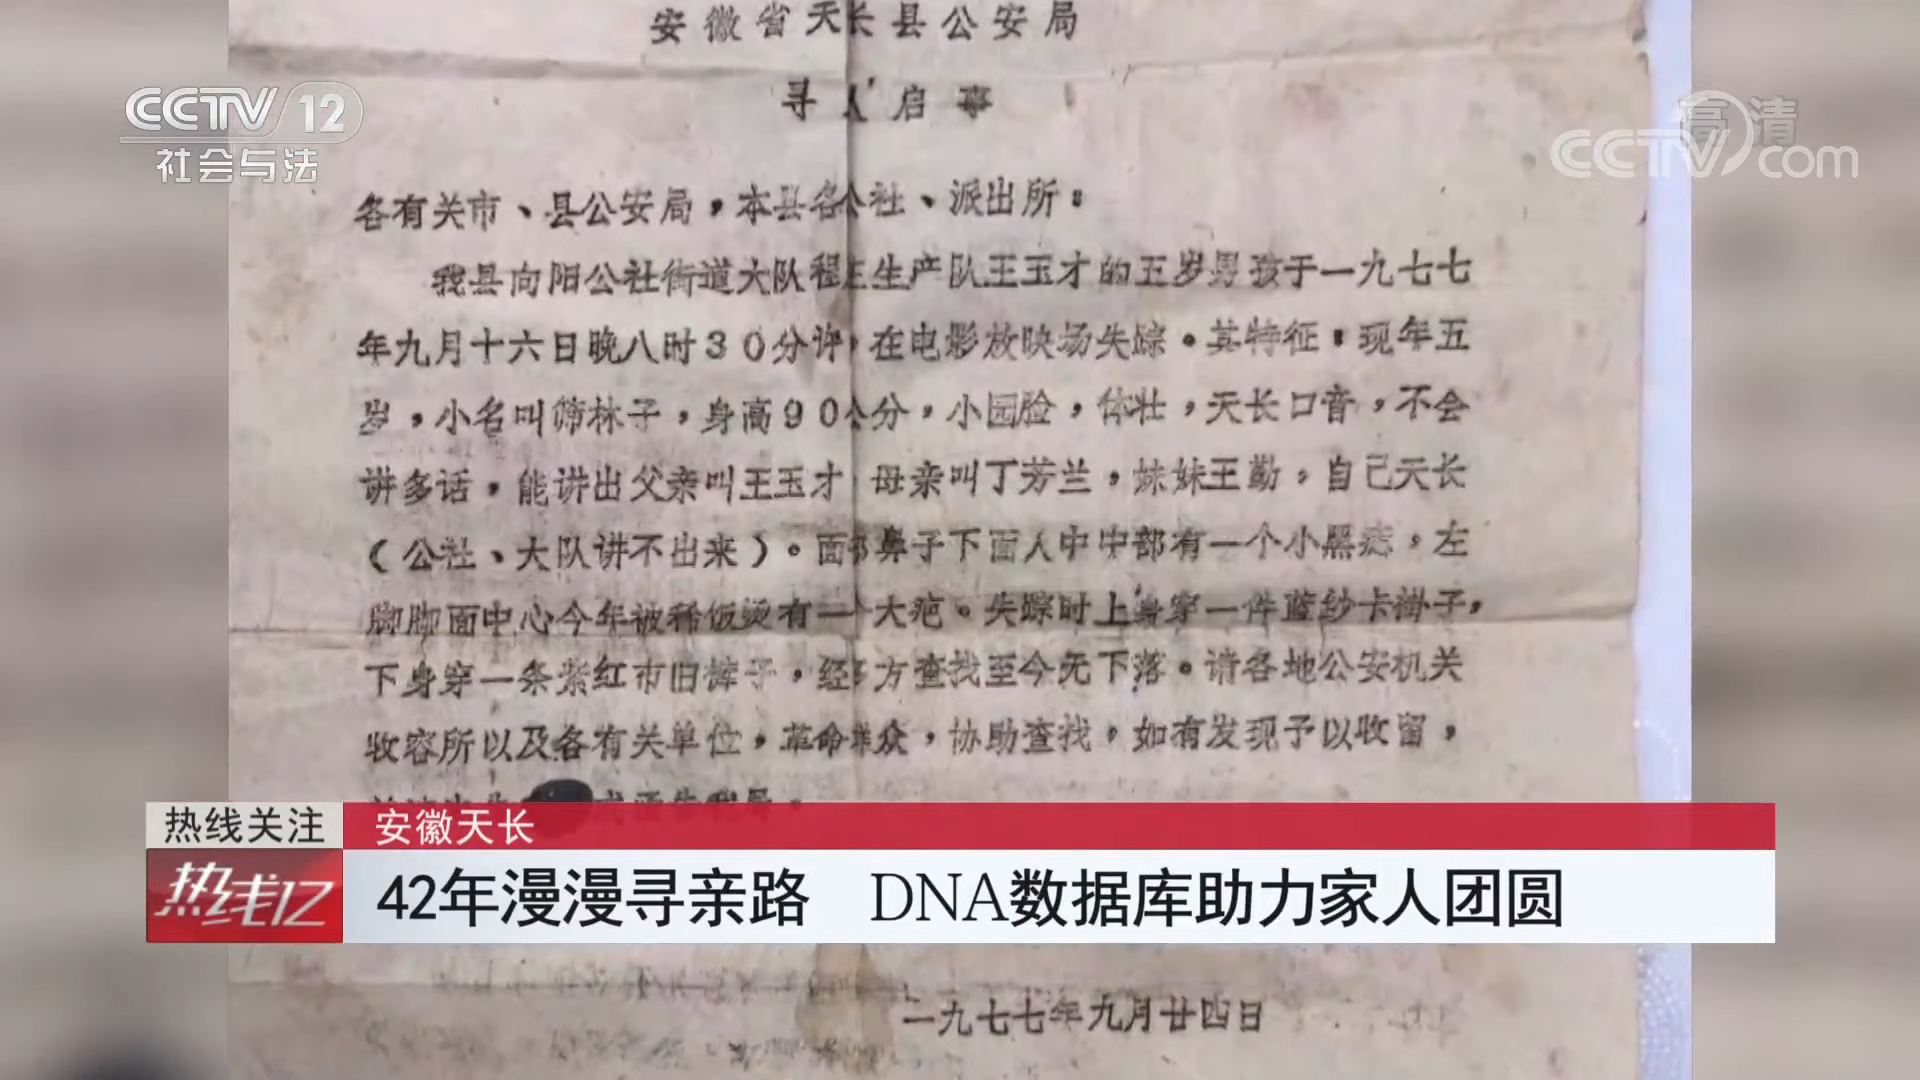 安徽省天长县公安局
寻人启事
CCTV 12
社会与法
高清
CCTV.com
各有关市、县公安局，本县各公社、派出所：
我县向阳公社街道大队程庄生产队王玉才的五岁男孩于一九七七
年九月十六日晚八时30分许，在电影放映场失踪。其特征：现年五
岁，小名叫筛林子，身高90公分，小园脸，体壮，天长口音，不会
讲多话，能讲出父亲叫王玉才 母亲叫丁芳兰，妹妹王勤，自己天长
（公社、大队讲不出来）。面部鼻子下面人中中部有一个小黑痣，左
脚脚面中心今年被稀饭烫有一个大疤。失踪时上身穿一件蓝纱卡褂子，
下身穿一条紫红市旧裤子，经多方查找至今无下落。请各地公安机关
收容所以及各有关单位，革命群众，协助查找，如有发现予以收留，
热线关注
安徽天长
热线12
42年漫漫寻亲路 DNA数据库助力家人团圆
一九七七年九月廿四日